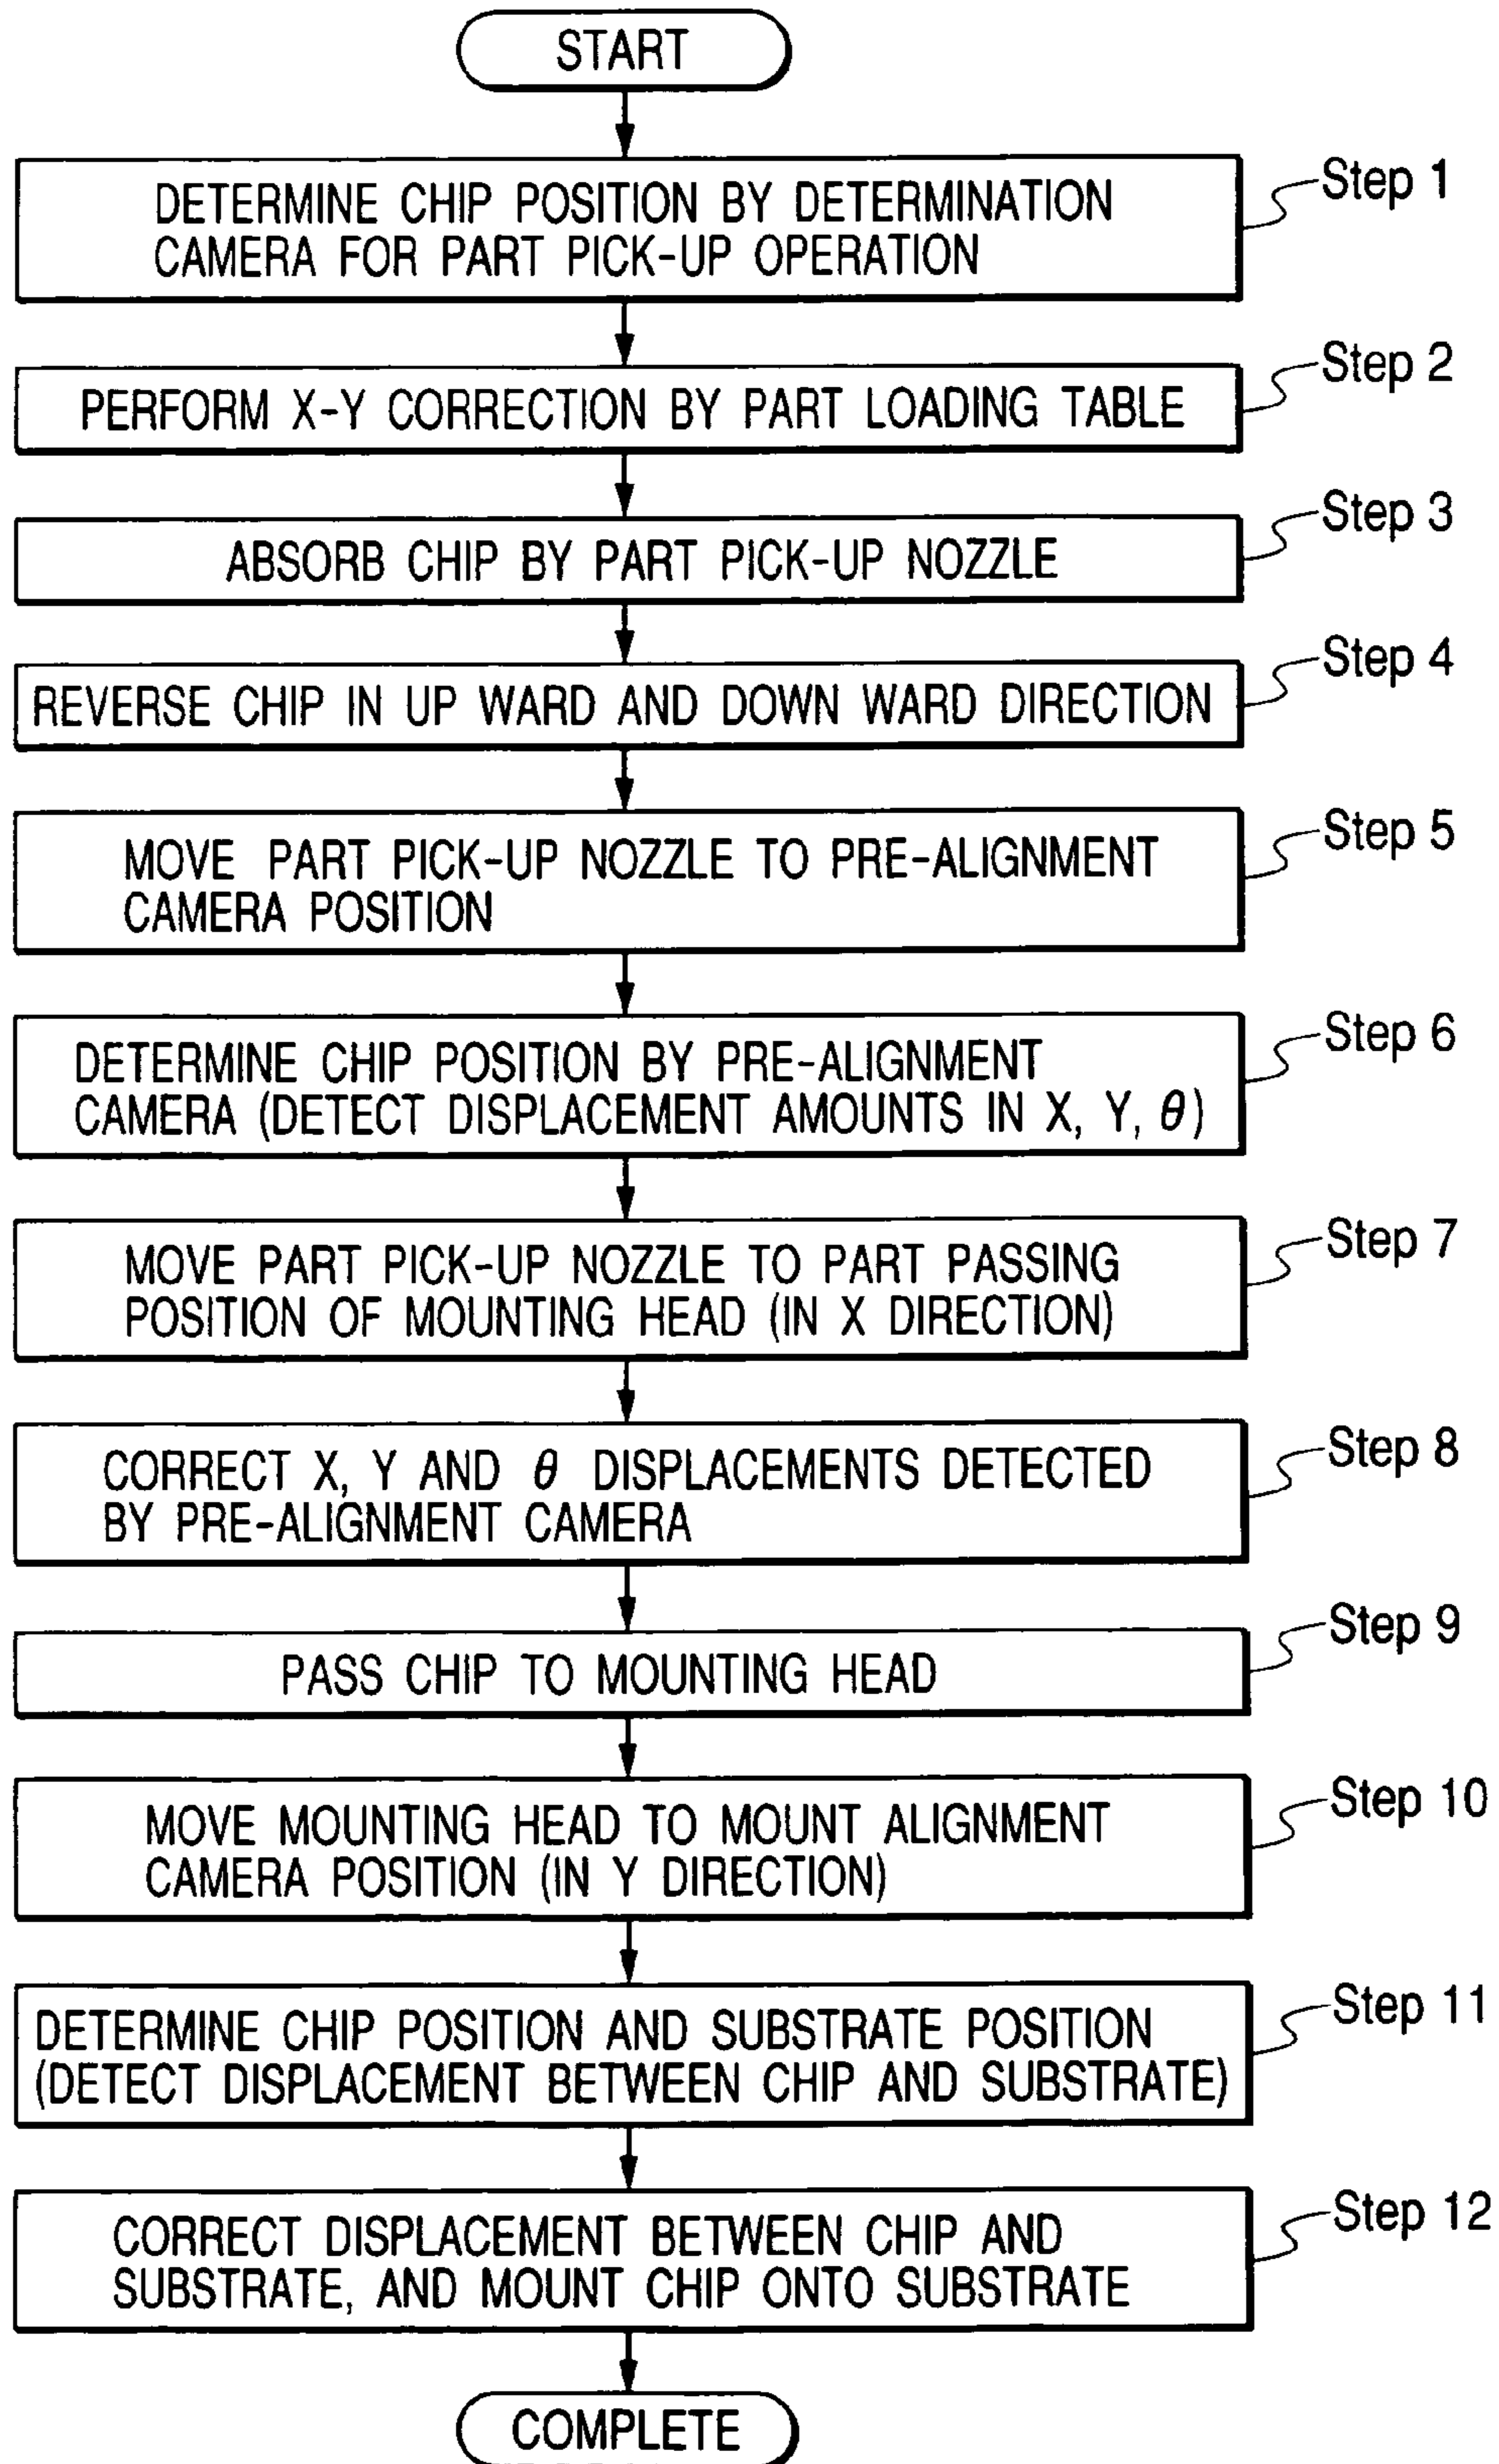 START
DETERMINE CHIP POSITION BY DETERMINATION
CAMERA FOR PART PICK-UP OPERATION
Step 1
PERFORM X-Y CORRECTION BY PART LOADING TABLE
Step 2
ABSORB CHIP BY PART PICK-UP NOZZLE
Step 3
REVERSE CHIP IN UP WARD AND DOWN WARD DIRECTION
Step 4
MOVE PART PICK-UP NOZZLE TO PRE-ALIGNMENT
CAMERA POSITION
Step 5
DETERMINE CHIP POSITION BY PRE-ALIGNMENT
CAMERA (DETECT DISPLACEMENT AMOUNTS IN X, Y, θ)
Step 6
MOVE PART PICK-UP NOZZLE TO PART PASSING
POSITION OF MOUNTING HEAD (IN X DIRECTION)
Step 7
CORRECT X, Y AND θ DISPLACEMENTS DETECTED
BY PRE-ALIGNMENT CAMERA
Step 8
PASS CHIP TO MOUNTING HEAD
Step 9
MOVE MOUNTING HEAD TO MOUNT ALIGNMENT
CAMERA POSITION (IN Y DIRECTION)
Step 10
DETERMINE CHIP POSITION AND SUBSTRATE POSITION
(DETECT DISPLACEMENT BETWEEN CHIP AND SUBSTRATE)
Step 11
CORRECT DISPLACEMENT BETWEEN CHIP AND
SUBSTRATE, AND MOUNT CHIP ONTO SUBSTRATE
Step 12
COMPLETE